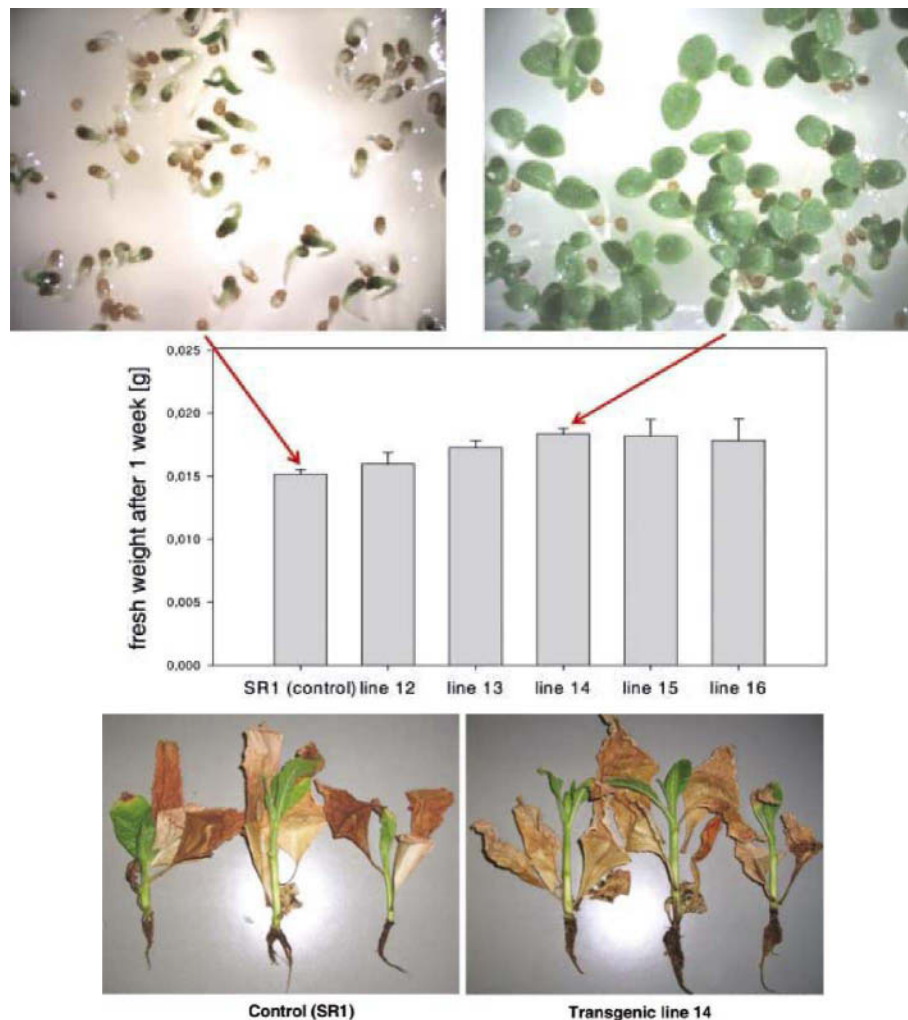 fresh weight after 1 week [g]
0,025
0,020
0,015
0,010
0,005
0,000
SR1 (control) line 12 line 13 line 14 line 15 line 16
Control (SR1) Transgenic line 14